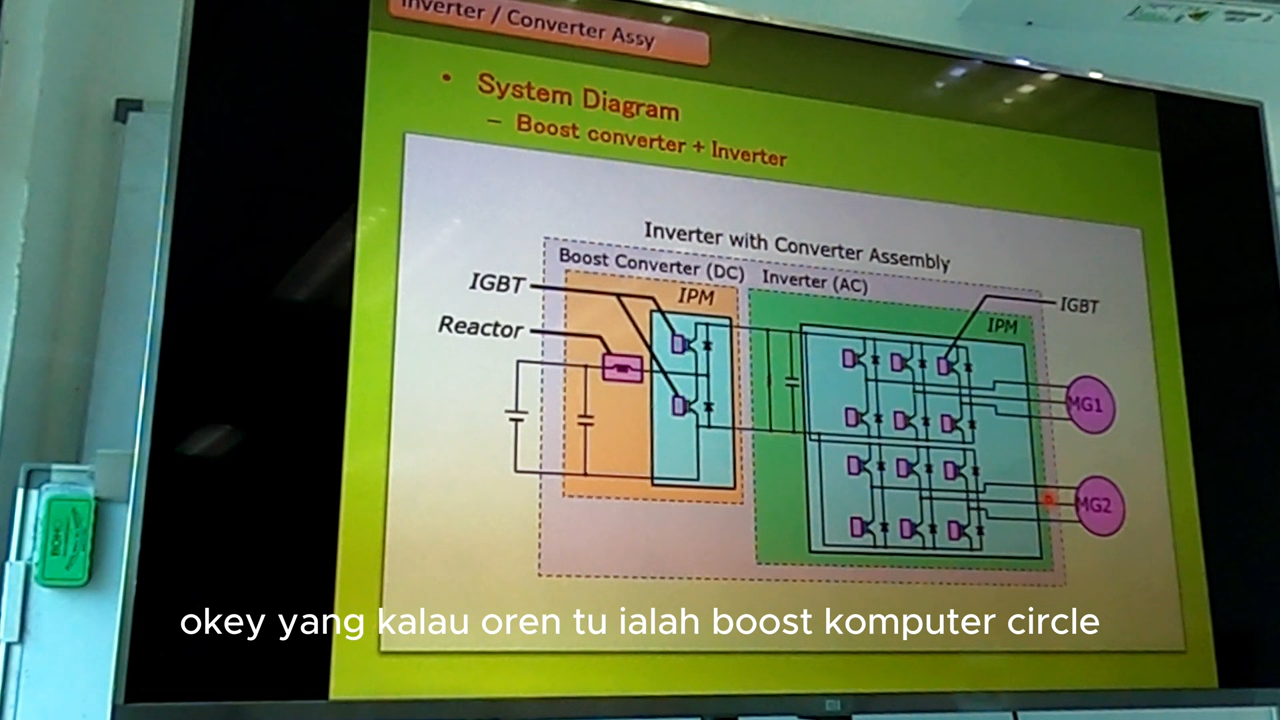 Inverter / Converter Assy
• System Diagram
– Boost converter + Inverter
Inverter with Converter Assembly
Boost Converter (DC)
Inverter (AC)
IGBT
IPM
IGBT
Reactor
IPM
MG1
MG2
okey yang kalau oren tu ialah boost komputer circle